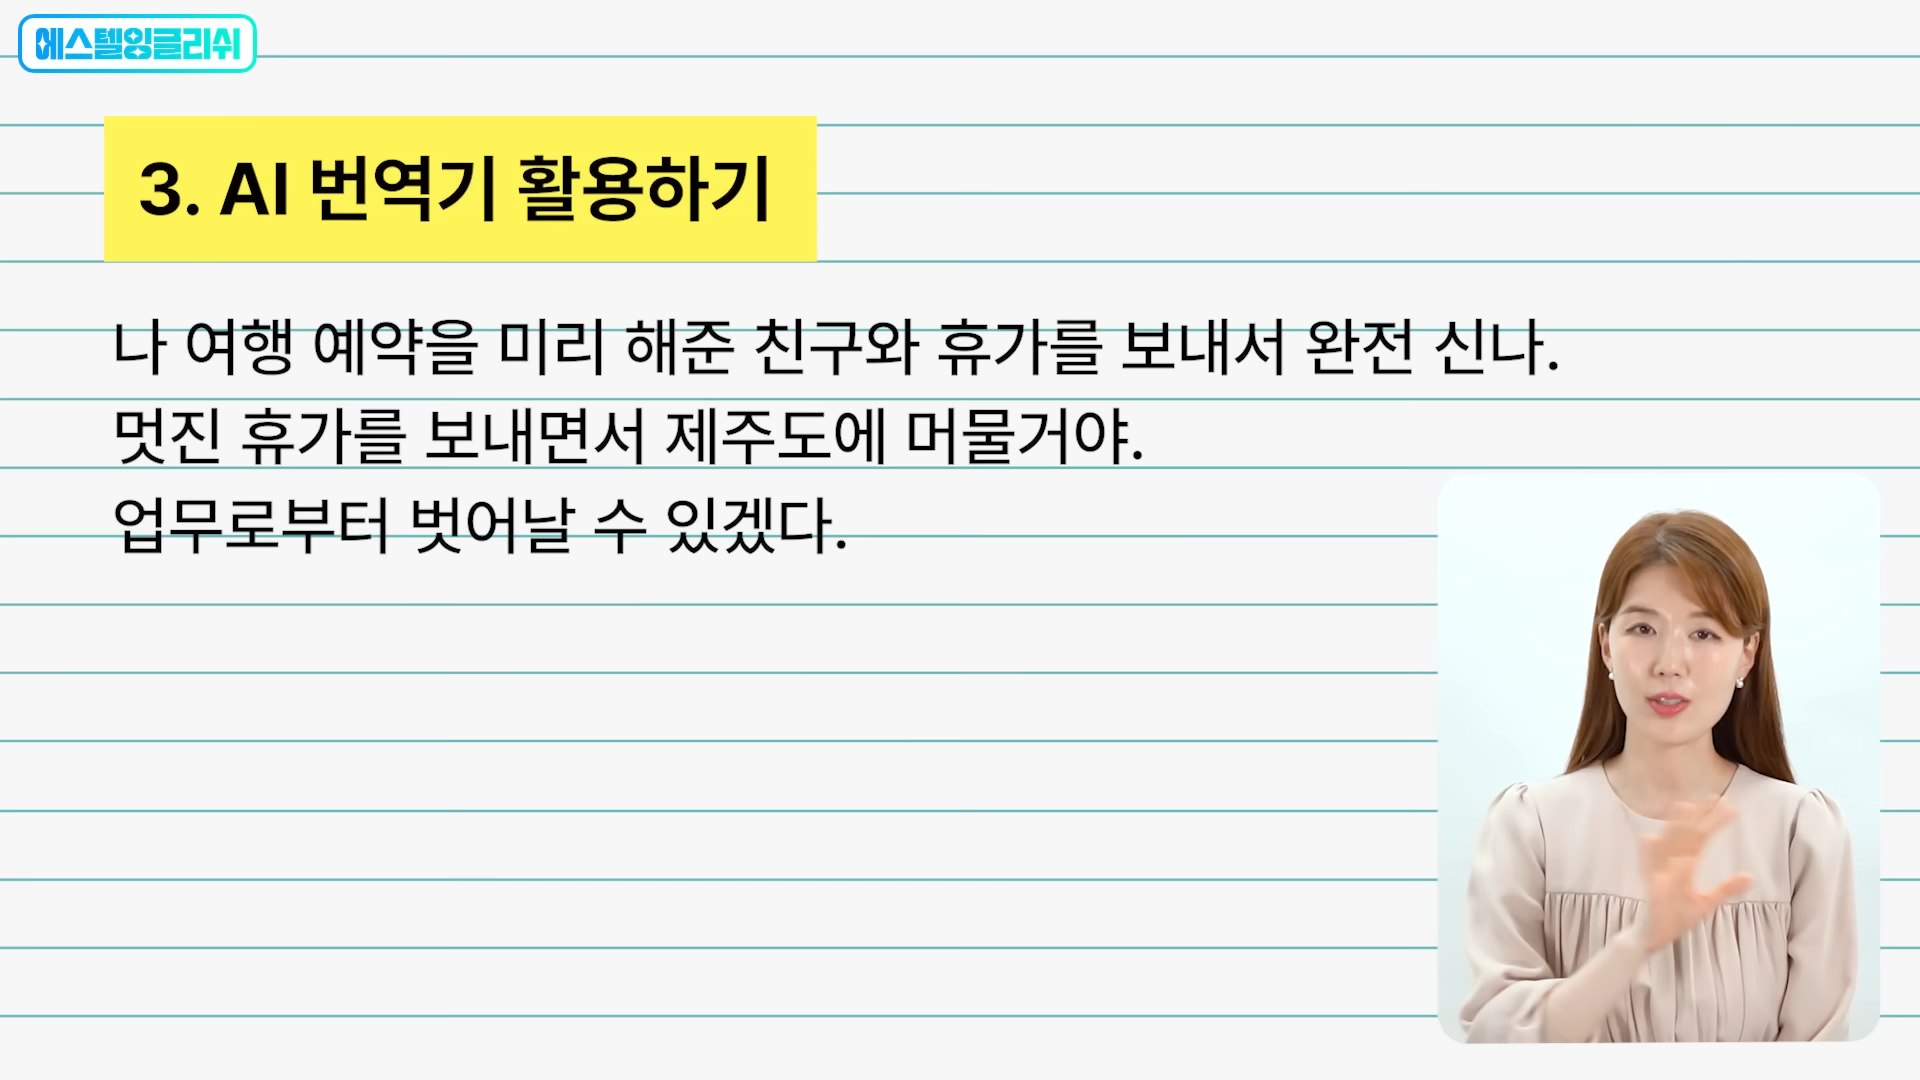 에스텔잉글리쉬
3. AI 번역기 활용하기
나 여행 예약을 미리 해준 친구와 휴가를 보내서 완전 신나.
멋진 휴가를 보내면서 제주도에 머물거야.
업무로부터 벗어날 수 있겠다.